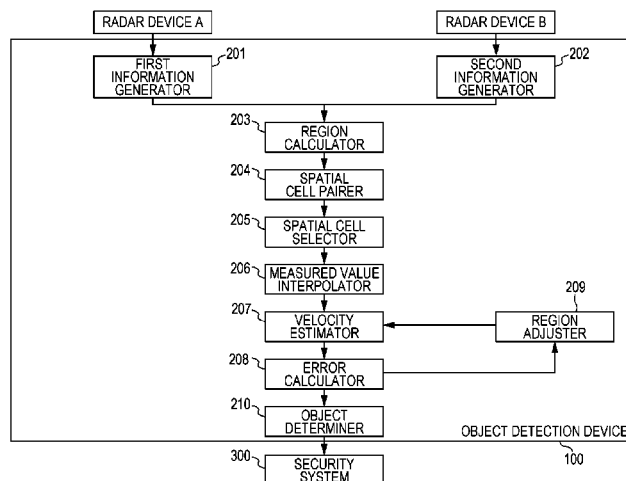 RADAR DEVICE A
RADAR DEVICE B
201
202
FIRST
INFORMATION
GENERATOR
SECOND
INFORMATION
GENERATOR
203
REGION
CALCULATOR
204
SPATIAL
CELL PAIRER
205
SPATIAL CELL
SELECTOR
206
MEASURED VALUE
INTERPOLATOR
207
VELOCITY
ESTIMATOR
209
REGION
ADJUSTER
208
ERROR
CALCULATOR
210
OBJECT
DETERMINER
OBJECT DETECTION DEVICE
100
300
SECURITY
SYSTEM